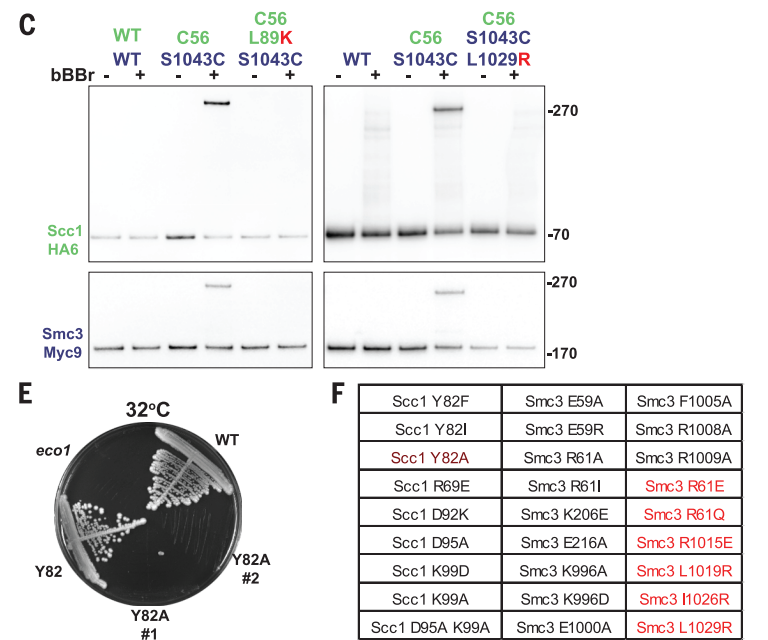 C
WT
WT
C56
S1043C
C56
L89K
S1043C
WT
C56
S1043C
C56
S1043C
L1029R
bBBr - + - + - + - + - + - +
-270
Scc1
HA6
-70
-270
Smc3
Myc9
-170
E
32°C
eco1
WT
Y82
Y82A
#1
Y82A
#2
F
Scc1 Y82F Smc3 E59A Smc3 F1005A
Scc1 Y82I Smc3 E59R Smc3 R1008A
Scc1 Y82A Smc3 R61A Smc3 R1009A
Scc1 R69E Smc3 R61I Smc3 R61E
Scc1 D92K Smc3 K206E Smc3 R61Q
Scc1 D95A Smc3 E216A Smc3 R1015E
Scc1 K99D Smc3 K996A Smc3 L1019R
Scc1 K99A Smc3 K996D Smc3 I1026R
Scc1 D95A K99A Smc3 E1000A Smc3 L1029R